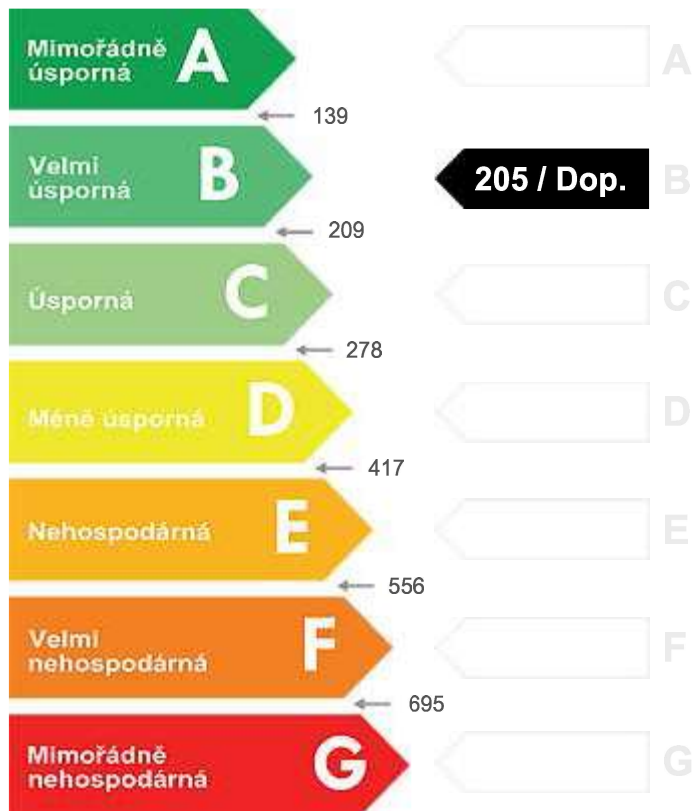 Mimořádně
úsporná
A
A
139
Velmi
úsporná
B
205 / Dop.
B
209
Úsporná
C
C
278
Méně úsporná
D
D
417
Nehospodárná
E
E
556
Velmi
nehospodárná
F
F
695
Mimořádně
nehospodárná
G
G